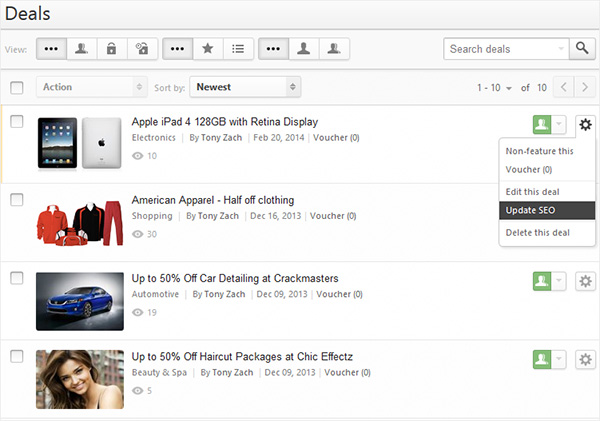 Deals
View:
Search deals
Action
Sort by: Newest
1 - 10 of 10
Apple iPad 4 128GB with Retina Display
Electronics | By Tony Zach | Feb 20, 2014 | Voucher (0)
10
Non-feature this
Voucher (0)
Edit this deal
Update SEO
Delete this deal
American Apparel - Half off clothing
Shopping | By Tony Zach | Dec 16, 2013 | Voucher (0)
30
Up to 50% Off Car Detailing at Crackmasters
Automotive | By Tony Zach | Dec 09, 2013 | Voucher (0)
19
Up to 50% Off Haircut Packages at Chic Effectz
Beauty & Spa | By Tony Zach | Dec 09, 2013 | Voucher (0)
5